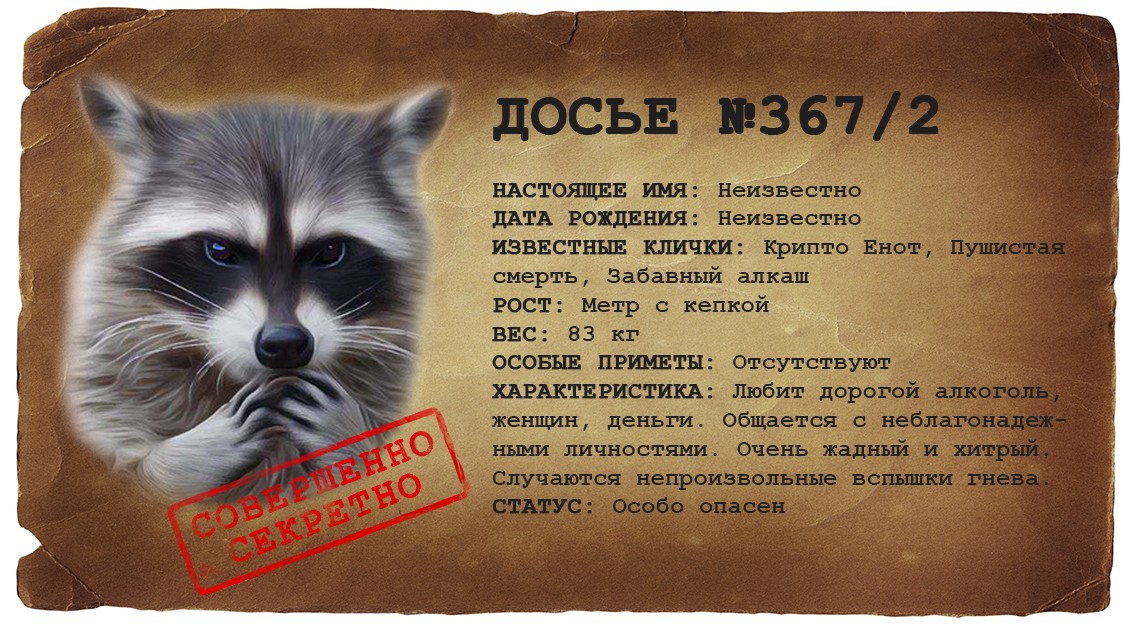 ДОСЬЕ №367/2
НАСТОЯЩЕЕ ИМЯ: Неизвестно
ДАТА РОЖДЕНИЯ: Неизвестно
ИЗВЕСТНЫЕ КЛИЧКИ: Крипто Енот, Пушистая
смерть, Забавный алкаш
РОСТ: Метр с кепкой
ВЕС: 83 кг
ОСОБЫЕ ПРИМЕТЫ: Отсутствуют
ХАРАКТЕРИСТИКА: Любит дорогой алкоголь,
женщин, деньги. Общается с неблагонадеж-
ными личностями. Очень жадный и хитрый.
Случаются непроизвольные вспышки гнева.
СТАТУС: Особо опасен
СОВЕРШЕННО
СЕКРЕТНО